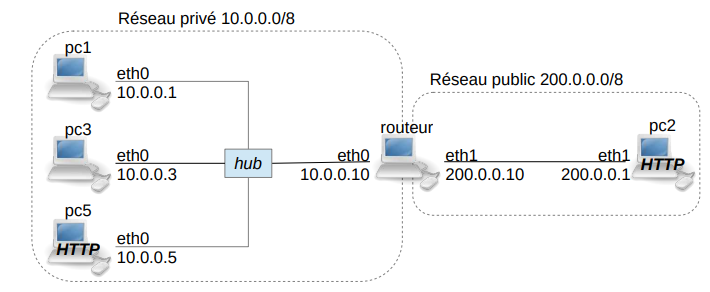 Réseau privé 10.0.0.0/8
pc1
eth0
10.0.0.1
pc3
eth0
10.0.0.3
pc5
HTTP
eth0
10.0.0.5
hub
eth0
10.0.0.10
routeur
Réseau public 200.0.0.0/8
eth1
200.0.0.10
pc2
eth1
200.0.0.1
HTTP